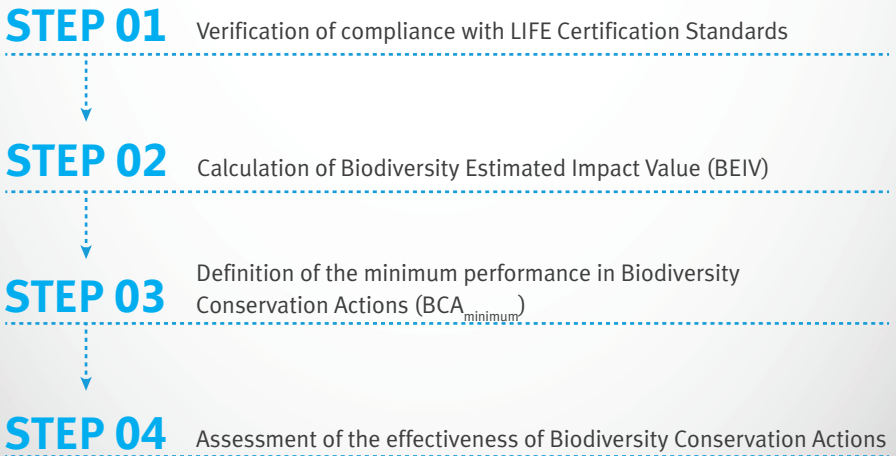 STEP 01 Verification of compliance with LIFE Certification Standards
STEP 02 Calculation of Biodiversity Estimated Impact Value (BEIV)
STEP 03 Definition of the minimum performance in Biodiversity
Conservation Actions (BCA minimum)
STEP 04 Assessment of the effectiveness of Biodiversity Conservation Actions